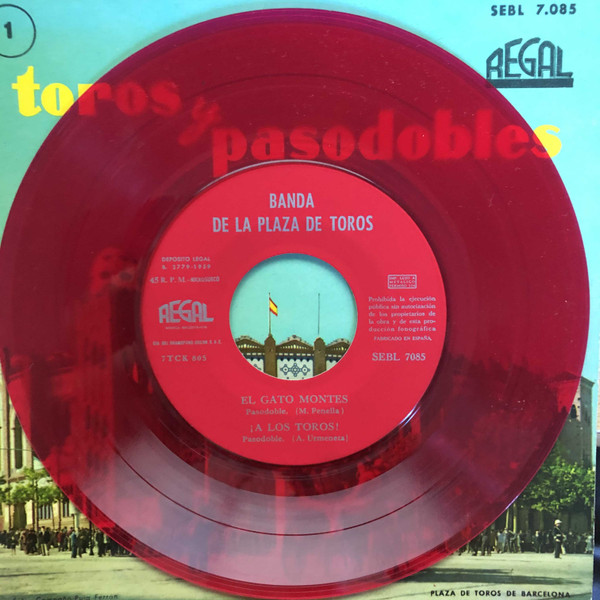 1
SEBL 7.085
REGAL
toros y
pasodobles
BANDA
DE LA PLAZA DE TOROS
DEPOSITO LEGAL
45 R. P. M.
REGAL
7TCK 803
Prohibida la ejecución
pública sin autorización
de los propietarios de
la obra y de esta pro-
ducción fonográfica
FABRICADO EN ESPAÑA.
SEBL 7085
EL GATO MONTES
Pasodoble, (M. Penella)
¡A LOS TOROS!
Pasodoble, (A. Urmeneta)
PLAZA DE TOROS DE BARCELONA